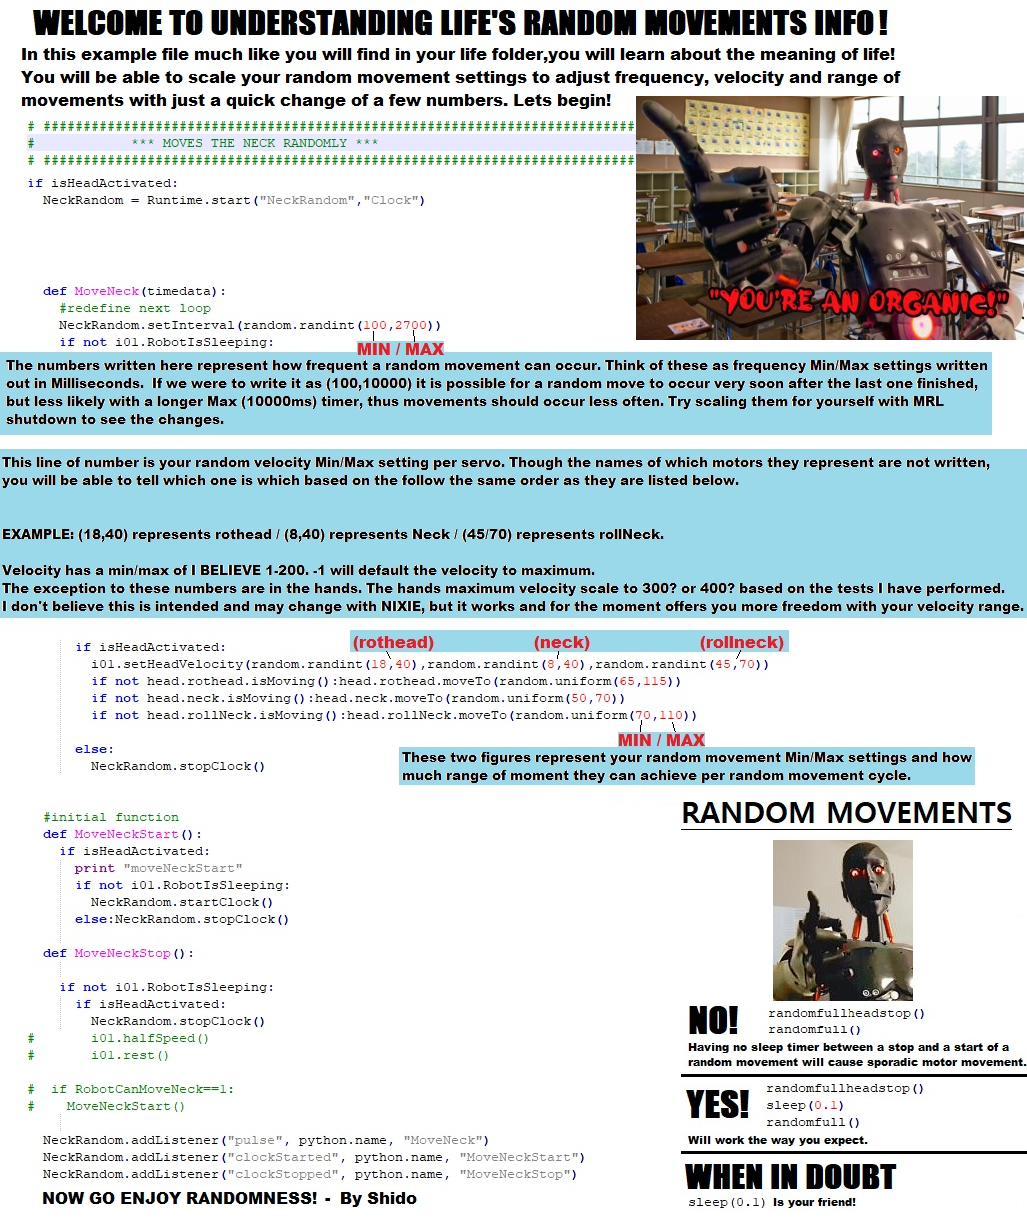 WELCOME TO UNDERSTANDING LIFE'S RANDOM MOVEMENTS INFO!
In this example file much like you will find in your life folder,you will learn about the meaning of life!
You will be able to scale your random movement settings to adjust frequency, velocity and range of
movements with just a quick change of a few numbers. Lets begin!
# ##########################################################################
# *** MOVES THE NECK RANDOMLY ***
# ##########################################################################
if isHeadActivated:
NeckRandom = Runtime.start("NeckRandom","Clock")
"YOU'RE AN ORGANIC!"
def MoveNeck(timedata):
#redefine next loop
NeckRandom.setInterval(random.randint(100,2700))
if not i01.RobotIsSleeping:
MIN / MAX
The numbers written here represent how frequent a random movement can occur. Think of these as frequency Min/Max settings written
out in Milliseconds. If we were to write it as (100,10000) it is possible for a random move to occur very soon after the last one finished,
but less likely with a longer Max (10000ms) timer, thus movements should occur less often. Try scaling them for yourself with MRL
shutdown to see the changes.
This line of number is your random velocity Min/Max setting per servo. Though the names of which motors they represent are not written,
you will be able to tell which one is which based on the follow the same order as they are listed below.
EXAMPLE: (18,40) represents rothead / (8,40) represents Neck / (45/70) represents rollNeck.
Velocity has a min/max of I BELIEVE 1-200. -1 will default the velocity to maximum.
The exception to these numbers are in the hands. The hands maximum velocity scale to 300? or 400? based on the tests I have performed.
I don't believe this is intended and may change with NIXIE, but it works and for the moment offers you more freedom with your velocity range.
(rothead) (neck) (rollneck)
if isHeadActivated:
i01.setHeadVelocity(random.randint(18,40),random.randint(8,40),random.randint(45,70))
if not head.rothead.isMoving():head.rothead.moveTo(random.uniform(65,115))
if not head.neck.isMoving():head.neck.moveTo(random.uniform(50,70))
if not head.rollNeck.isMoving():head.rollNeck.moveTo(random.uniform(70,110))
MIN / MAX
else:
NeckRandom.stopClock()
These two figures represent your random movement Min/Max settings and how
much range of moment they can achieve per random movement cycle.
#initial function
def MoveNeckStart():
if isHeadActivated:
print "moveNeckStart"
if not i01.RobotIsSleeping:
NeckRandom.startClock()
else:NeckRandom.stopClock()
def MoveNeckStop():
if not i01.RobotIsSleeping:
if isHeadActivated:
NeckRandom.stopClock()
# i01.halfSpeed()
# i01.rest()
# if RobotCanMoveNeck==1:
# MoveNeckStart()
NeckRandom.addListener("pulse", python.name, "MoveNeck")
NeckRandom.addListener("clockStarted", python.name, "MoveNeckStart")
NeckRandom.addListener("clockStopped", python.name, "MoveNeckStop")
NOW GO ENJOY RANDOMNESS! - By Shido
RANDOM MOVEMENTS
NO!
randomfullheadstop()
randomfull()
Having no sleep timer between a stop and a start of a
random movement will cause sporadic motor movement.
YES!
randomfullheadstop()
sleep(0.1)
randomfull()
Will work the way you expect.
WHEN IN DOUBT
sleep(0.1) Is your friend!